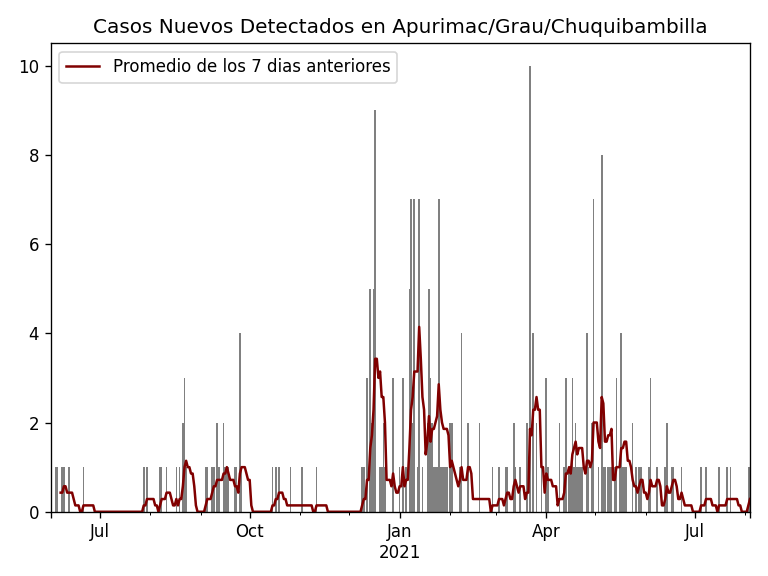 Casos Nuevos Detectados en Apurimac/Grau/Chuquibambilla
Promedio de los 7 dias anteriores
10
8
6
4
2
0
Jul
Oct
Jan
Apr
Jul
2021